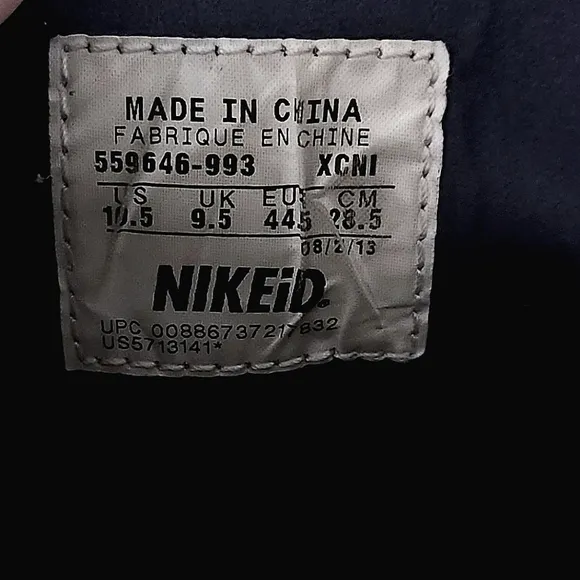 MADE IN CHINA
FABRIQUE EN CHINE
559646-993 XCNI
US UK EUR CM
10.5 9.5 44.5 28.5
08/2/13
NIKEiD®
UPC 00886737217832
US5713141*